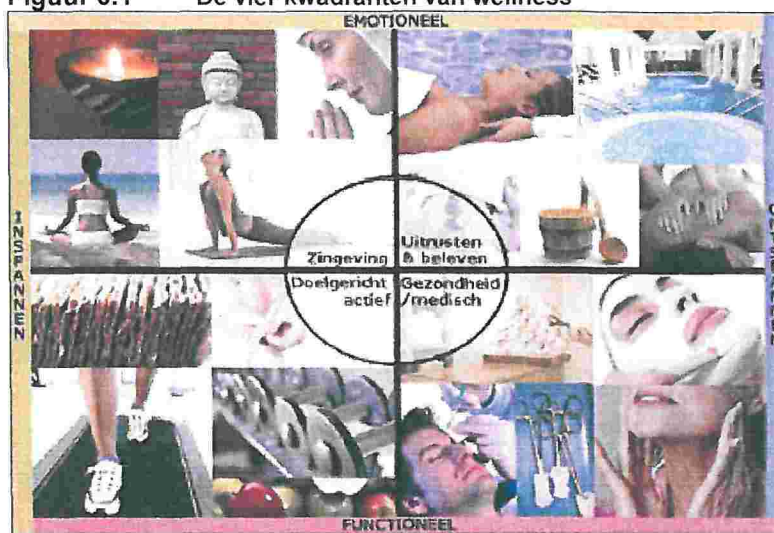 De vier kwadranten van wellness
EMOTIONEEL
INSPANNEN
Zingeving
Uitrusten
& beleven
Doelgericht
actief
Gezondheid
/medisch
FUNCTIONEEL